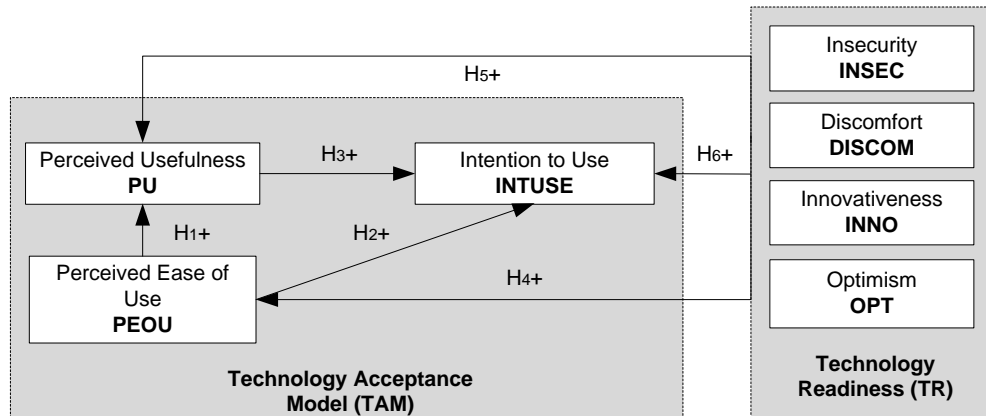 Insecurity
INSEC
H5+
Discomfort
DISCOM
Perceived Usefulness
PU
H3+
Intention to Use
INTUSE
H6+
Innovativeness
INNO
H1+
H2+
Perceived Ease of
Use
PEOU
H4+
Optimism
OPT
Technology Acceptance
Model (TAM)
Technology
Readiness (TR)